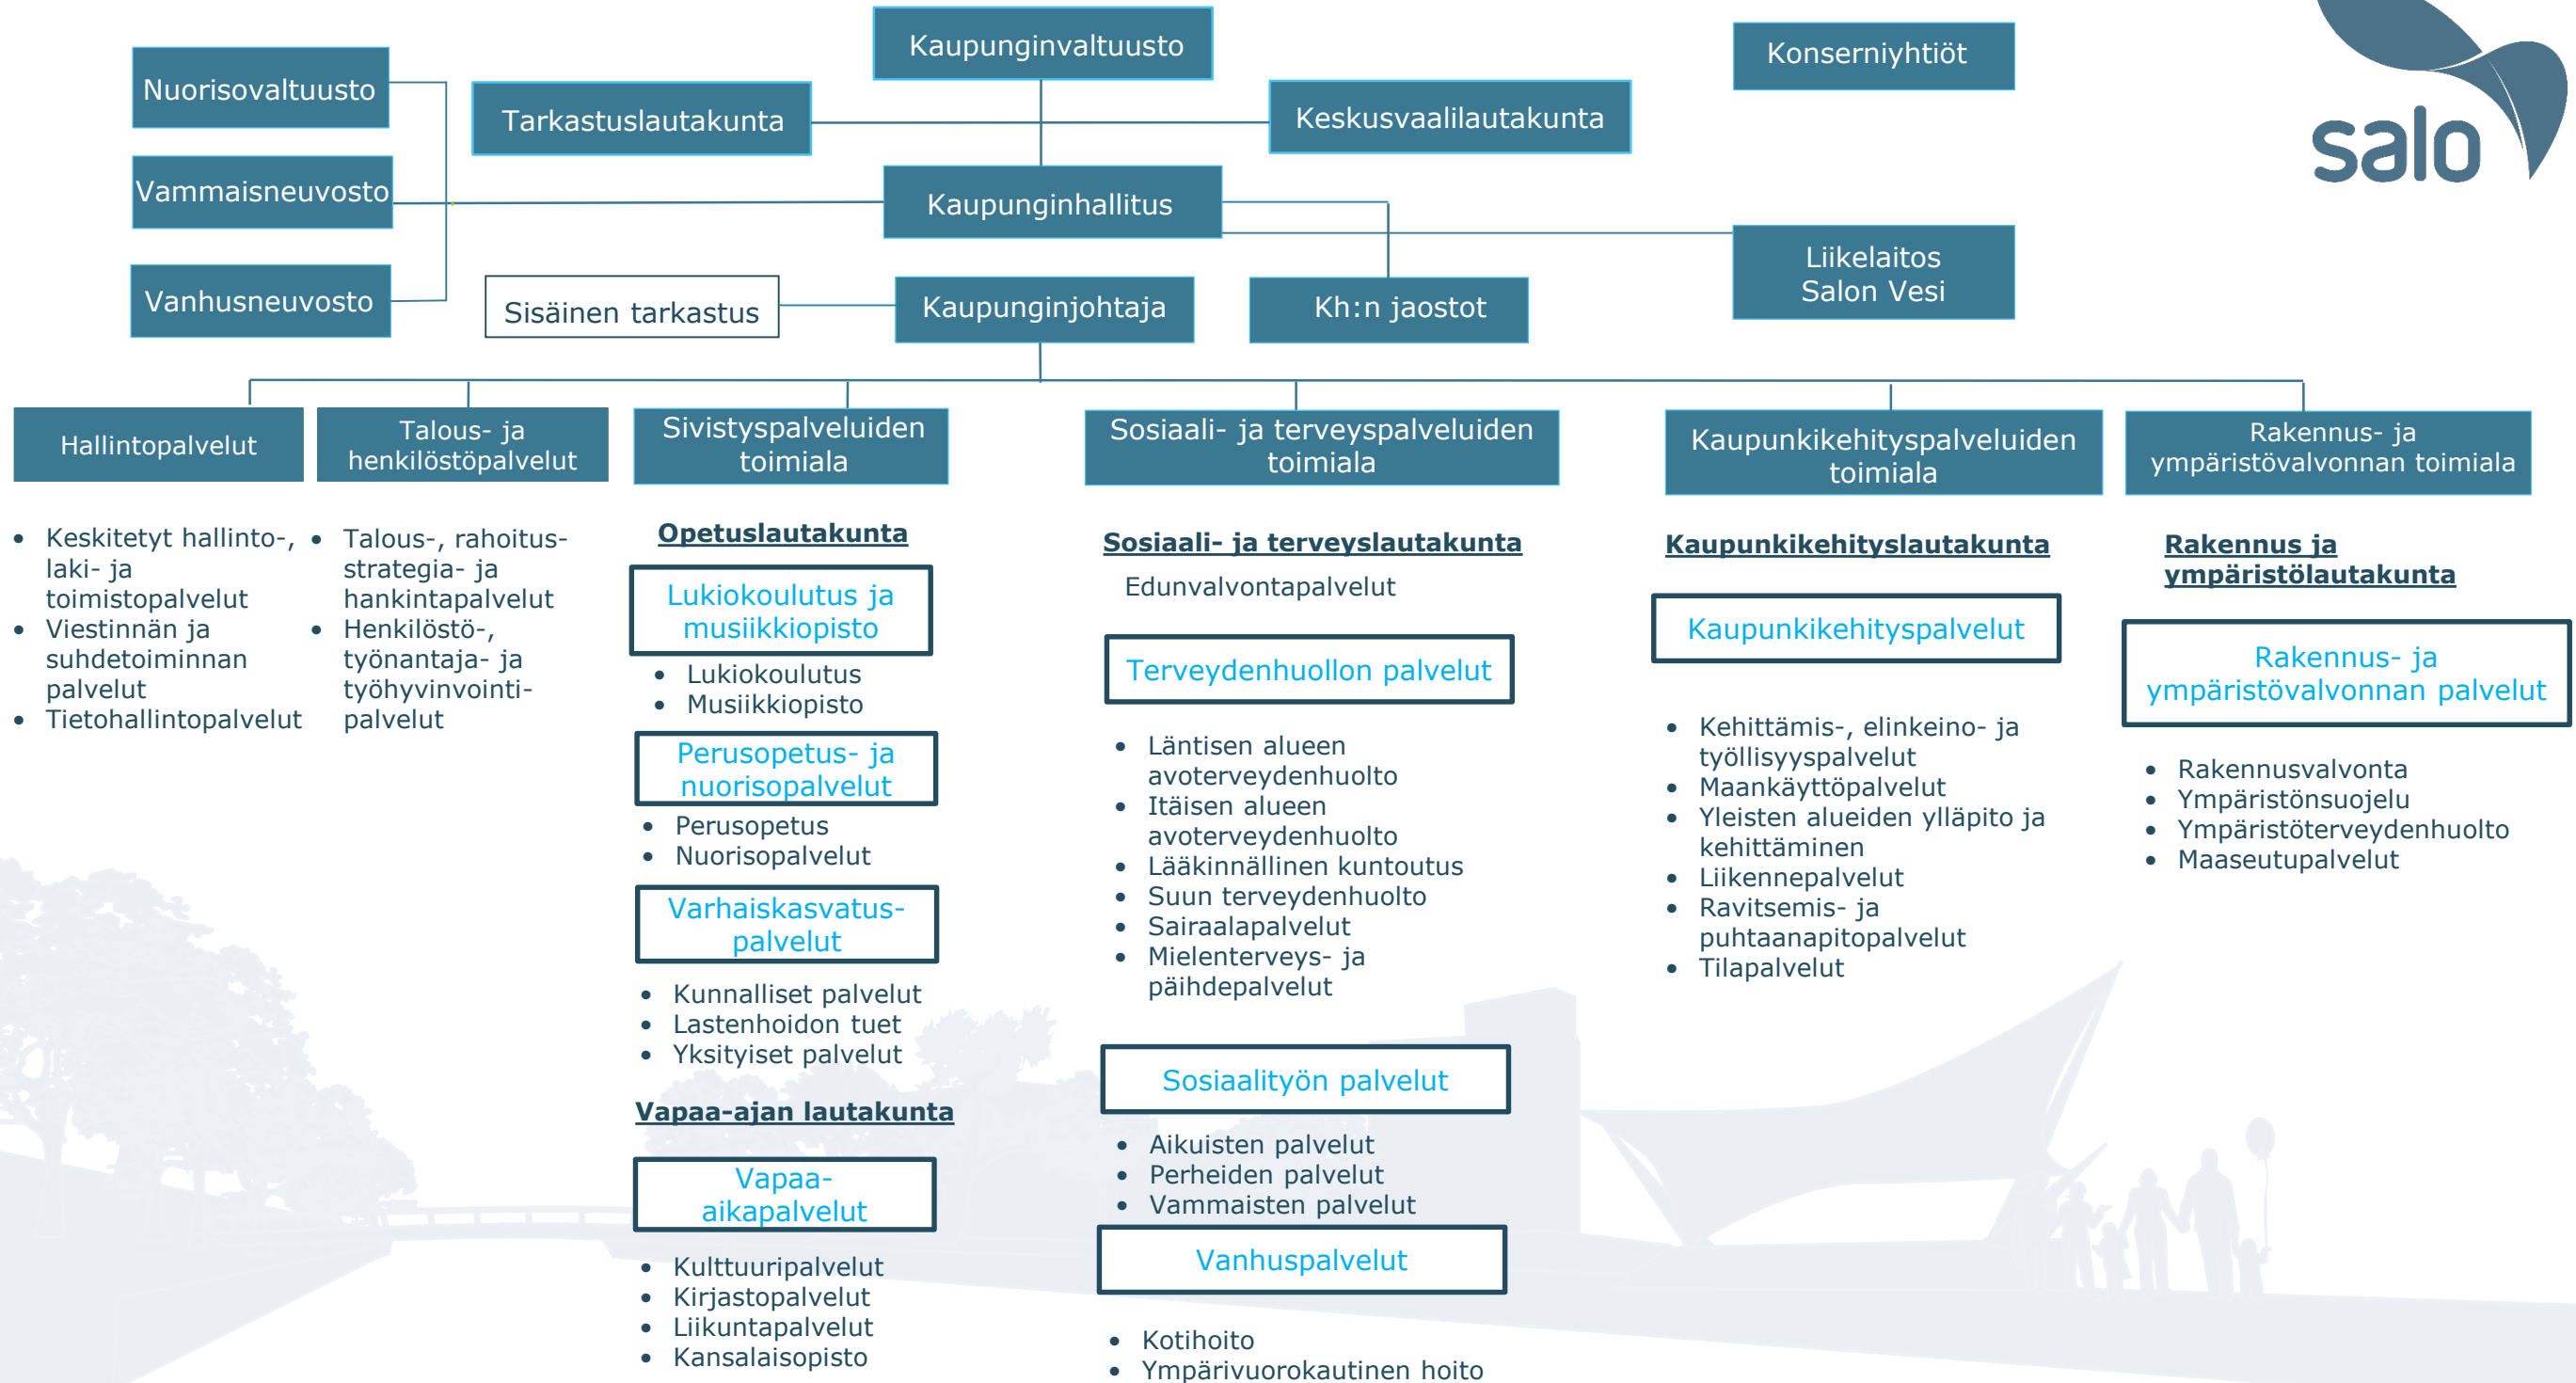 Kaupunginvaltuusto
Konserniyhtiöt
salo
Nuorisovaltuusto
Tarkastuslautakunta
Keskusvaalilautakunta
Vammaisneuvosto
Kaupunginhallitus
Liikelaitos
Salon Vesi
Vanhusneuvosto
Sisäinen tarkastus
Kaupunginjohtaja
Kh:n jaostot
Hallintopalvelut
Talous- ja
henkilöstöpalvelut
Sivistyspalveluiden
toimiala
Sosiaali- ja terveyspalveluiden
toimiala
Kaupunkikehityspalveluiden
toimiala
Rakennus- ja
ympäristövalvonnan toimiala
• Keskitetyt hallinto-,
laki- ja
toimistopalvelut
• Viestinnän ja
suhdetoiminnan
palvelut
• Tietohallintopalvelut
• Talous-, rahoitus-
strategia- ja
hankintapalvelut
• Henkilöstö-,
työnantaja- ja
työhyvinvointi-
palvelut
Opetuslautakunta
Lukiokoulutus ja
musiikkiopisto
• Lukiokoulutus
• Musiikkiopisto
Perusopetus- ja
nuorisopalvelut
• Perusopetus
• Nuorisopalvelut
Varhaiskasvatus-
palvelut
• Kunnalliset palvelut
• Lastenhoidon tuet
• Yksityiset palvelut
Vapaa-ajan lautakunta
Vapaa-
aikapalvelut
• Kulttuuripalvelut
• Kirjastopalvelut
• Liikuntapalvelut
• Kansalaisopisto
Sosiaali- ja terveyslautakunta
Edunvalvontapalvelut
Terveydenhuollon palvelut
• Läntisen alueen
avoterveydenhuolto
• Itäisen alueen
avoterveydenhuolto
• Lääkinnällinen kuntoutus
• Suun terveydenhuolto
• Sairaalapalvelut
• Mielenterveys- ja
päihdepalvelut
Sosiaalityön palvelut
• Aikuisten palvelut
• Perheiden palvelut
• Vammaisten palvelut
Vanhuspalvelut
• Kotihoito
• Ympärivuorokautinen hoito
Kaupunkikehityslautakunta
Kaupunkikehityspalvelut
• Kehittämis-, elinkeino- ja
työllisyyspalvelut
• Maankäyttöpalvelut
• Yleisten alueiden ylläpito ja
kehittäminen
• Liikennepalvelut
• Ravitsemis- ja
puhtaanapitopalvelut
• Tilapalvelut
Rakennus ja
ympäristölautakunta
Rakennus- ja
ympäristövalvonnan palvelut
• Rakennusvalvonta
• Ympäristönsuojelu
• Ympäristöterveydenhuolto
• Maaseutupalvelut